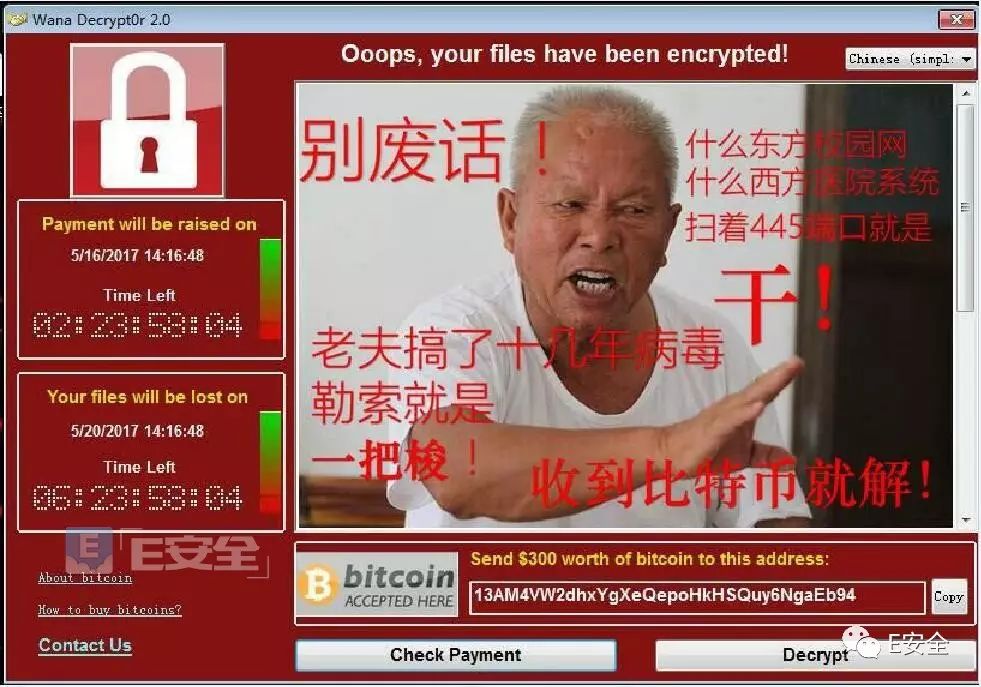 Wana Decrypt0r 2.0
Ooops, your files have been encrypted!
Chinese (simpl:
Payment will be raised on
5/16/2017 14:16:48
Time Left
02:23:58:04
Your files will be lost on
5/20/2017 14:16:48
Time Left
06:23:58:04
About bitcoin
How to buy bitcoins?
Contact Us
别废话！
什么东方校园网
什么西方医院系统
扫着445端口就是
干！
老夫搞了十几年病毒
勒索就是
一把梭！
收到比特币就解！
bitcoin
ACCEPTED HERE
Send $300 worth of bitcoin to this address:
13AM4VW2dhxYgXeQepoHkHSQuy6NgaEb94
Copy
Check Payment
Decrypt
E「E安全」
E安全